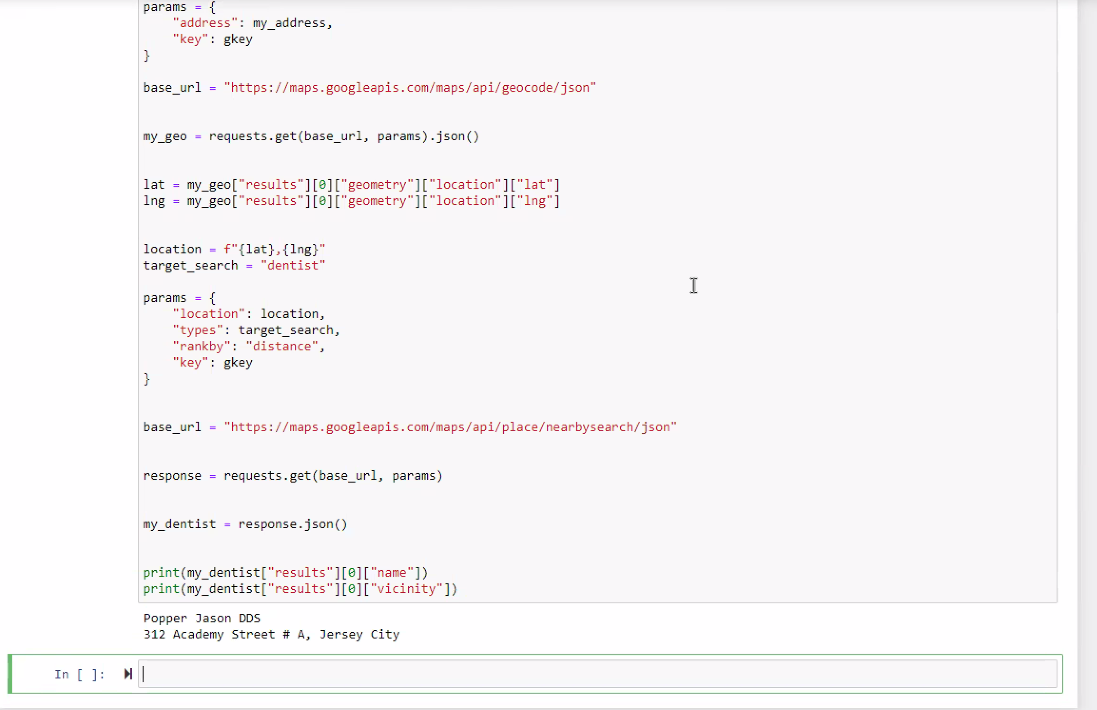 params = {
    "address": my_address,
    "key": gkey
}
base_url = "https://maps.googleapis.com/maps/api/geocode/json"
my_geo = requests.get(base_url, params).json()
lat = my_geo["results"][0]["geometry"]["location"]["lat"]
lng = my_geo["results"][0]["geometry"]["location"]["lng"]
location = f"{lat},{lng}"
target_search = "dentist"
params = {
    "location": location,
    "types": target_search,
    "rankby": "distance",
    "key": gkey
}
base_url = "https://maps.googleapis.com/maps/api/place/nearbysearch/json"
response = requests.get(base_url, params)
my_dentist = response.json()
print(my_dentist["results"][0]["name"])
print(my_dentist["results"][0]["vicinity"])
Popper Jason DDS
312 Academy Street # A, Jersey City
In [ ]: